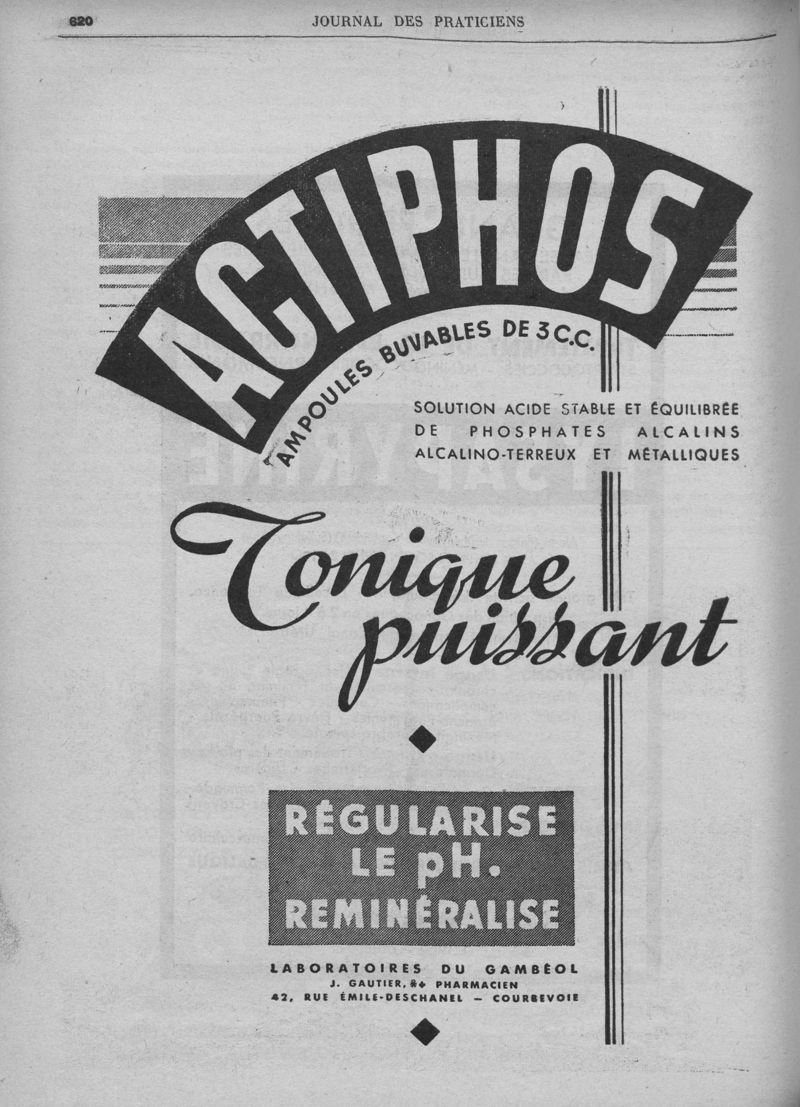 620
JOURNAL DES PRATICIENS
ACTIPHOS
AMPOULES BUVABLES DE 3 C.C.
SOLUTION ACIDE STABLE ET ÉQUILIBRÉE
DE PHOSPHATES ALCALINS
ALCALINO-TERREUX ET MÉTALLIQUES
Tonique
puissant
RÉGULARISE
LE pH.
REMINÉRALISE
LABORATOIRES DU GAMBÉOL
J. GAUTIER, PHARMACIEN
42, RUE ÉMILE-DESCHANEL — COURBEVOIE